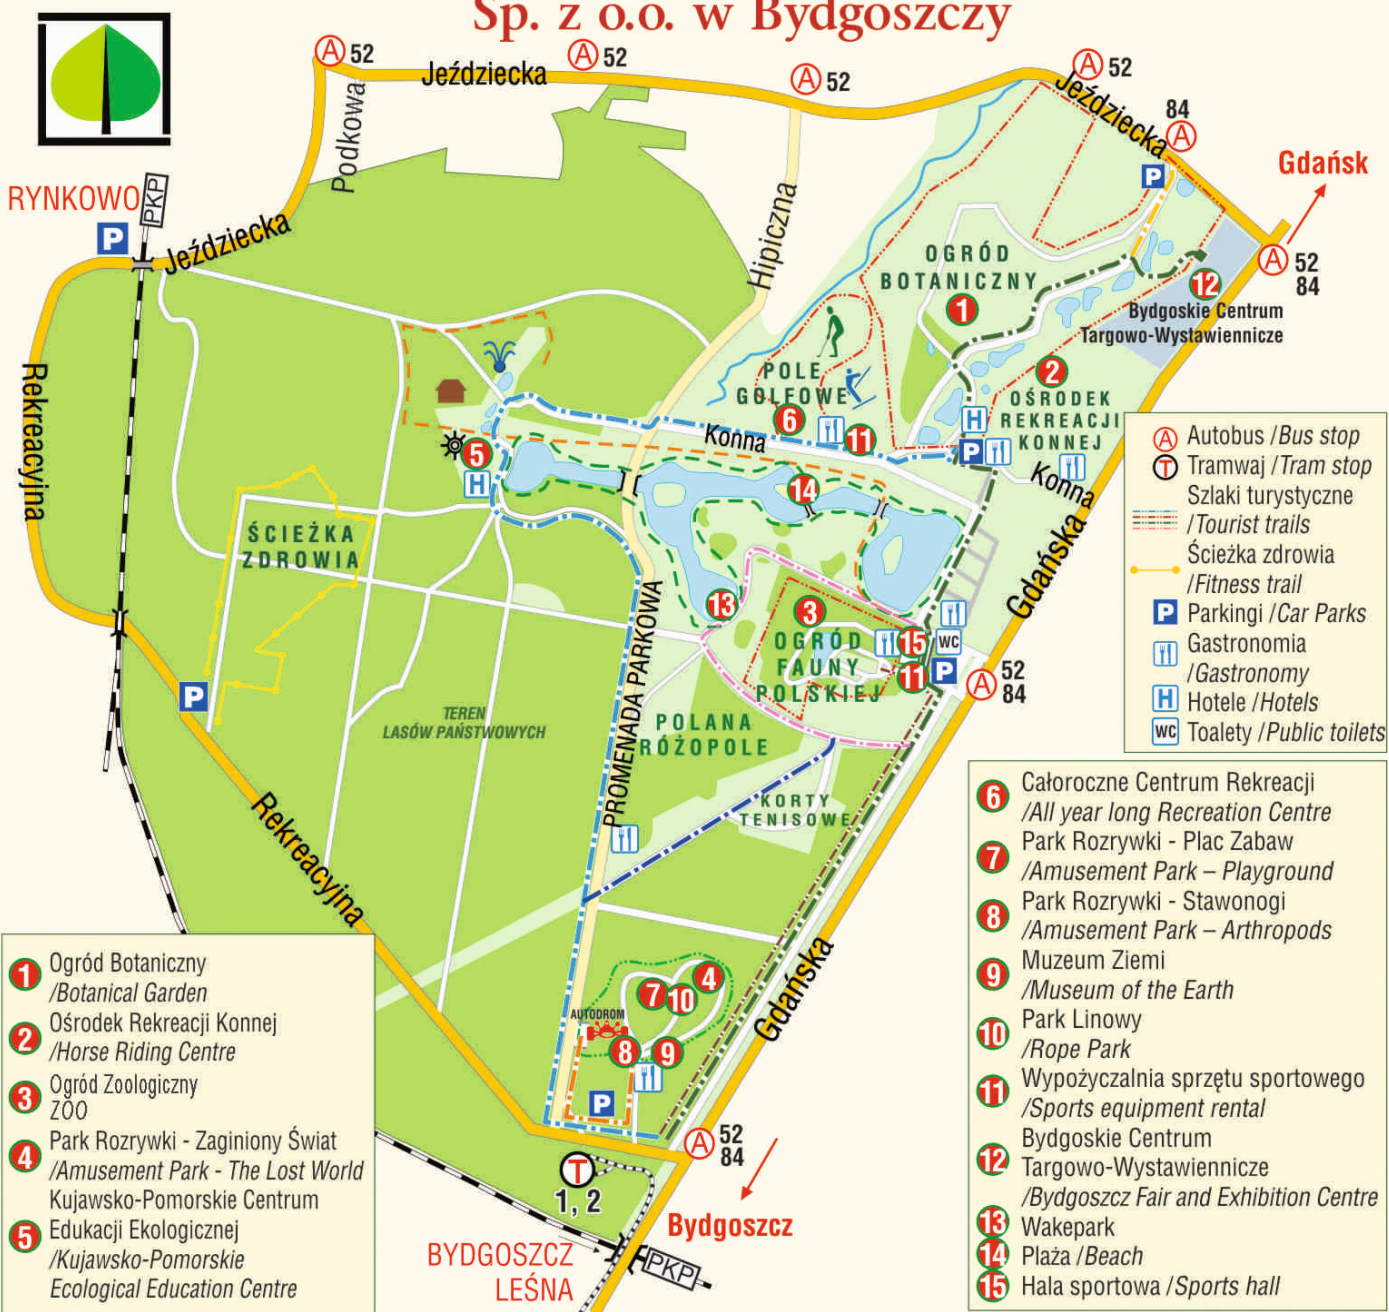 Sp. z o.o. w Bydgoszczy
A 52
A 52
A 52
A 52
84
A
Jeździecka
Jeździecka
Podkowa
Hipiczna
P
Gdańsk
RYNKOWO
PKP
P
Jeździecka
A 52
84
OGRÓD
BOTANICZNY
1
12
Bydgoskie Centrum
Targowo-Wystawiennicze
Rekreacyjna
POLE
GOLFOWE
6
11
2
OŚRODEK
REKREACJI
KONNEJ
H
P
Konna
Konna
5
H
14
ŚCIEŻKA
ZDROWIA
Gdańska
13
3
OGRÓD
FAUNY
POLSKIEJ
15
WC
11
P
A 52
84
P
TEREN
LASÓW PAŃSTWOWYCH
PROMENADA PARKOWA
POLANA
RÓŻOPOLE
KORTY
TENISOWE
Rekreacyjna
Gdańska
4
7
10
AUTODROM
8
9
P
A 52
84
T
1, 2
Bydgoszcz
BYDGOSZCZ
LEŚNA
PKP
A Autobus /Bus stop
T Tramwaj /Tram stop
Szlaki turystyczne
/Tourist trails
Ścieżka zdrowia
/Fitness trail
P Parkingi /Car Parks
Gastronomia
/Gastronomy
H Hotele /Hotels
WC Toalety /Public toilets
1 Ogród Botaniczny
/Botanical Garden
2 Ośrodek Rekreacji Konnej
/Horse Riding Centre
3 Ogród Zoologiczny
ZOO
4 Park Rozrywki - Zaginiony Świat
/Amusement Park - The Lost World
Kujawsko-Pomorskie Centrum
5 Edukacji Ekologicznej
/Kujawsko-Pomorskie
Ecological Education Centre
6 Całoroczne Centrum Rekreacji
/All year long Recreation Centre
7 Park Rozrywki - Plac Zabaw
/Amusement Park – Playground
8 Park Rozrywki - Stawonogi
/Amusement Park – Arthropods
9 Muzeum Ziemi
/Museum of the Earth
10 Park Linowy
/Rope Park
11 Wypożyczalnia sprzętu sportowego
/Sports equipment rental
12 Bydgoskie Centrum
Targowo-Wystawiennicze
/Bydgoszcz Fair and Exhibition Centre
13 Wakepark
14 Plaża /Beach
15 Hala sportowa /Sports hall